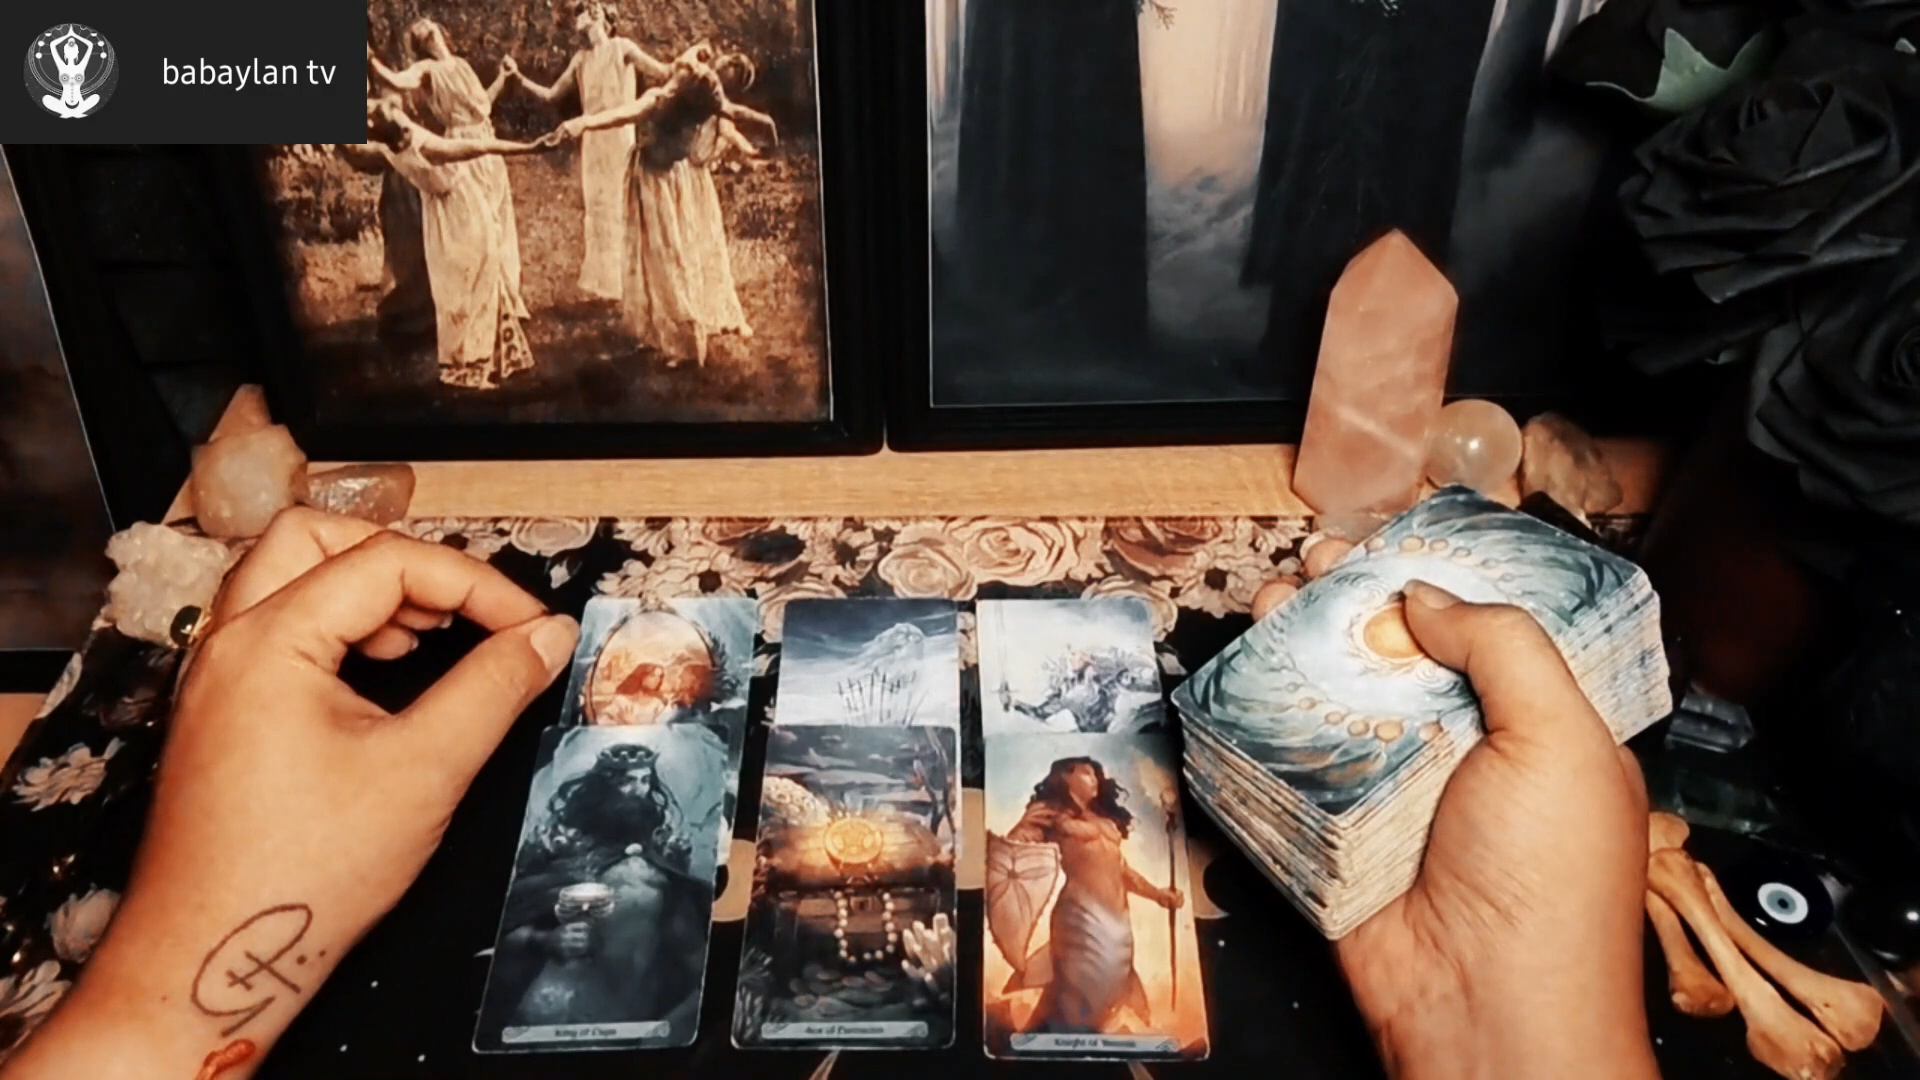 babaylan tv
King of Cups
Ace of Pentacles
Knight of Wands